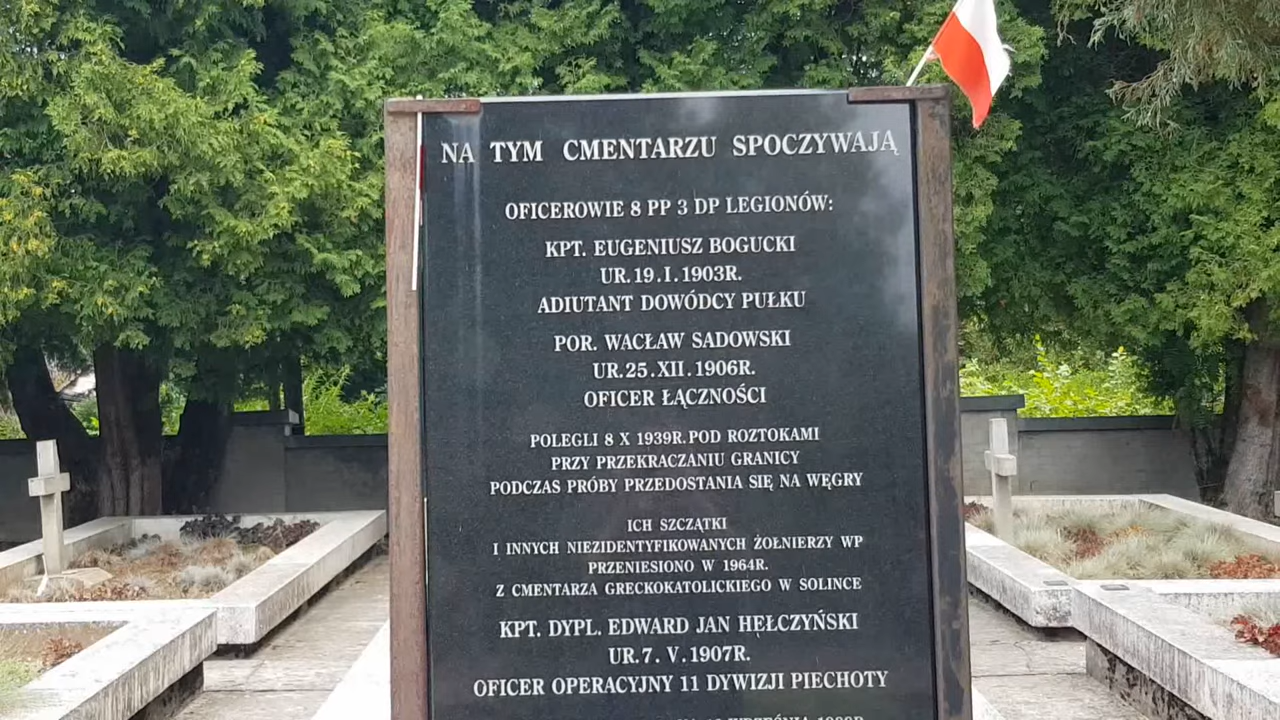 NA TYM CMENTARZU SPOCZYWAJĄ
OFICEROWIE 8 PP 3 DP LEGIONÓW:
KPT. EUGENIUSZ BOGUCKI
UR. 19. I. 1903R.
ADIUTANT DOWÓDCY PUŁKU
POR. WACŁAW SADOWSKI
UR. 25. XII. 1906R.
OFICER ŁĄCZNOŚCI
POLEGLI 8 X 1939R. POD ROZTOKAMI
PRZY PRZEKRACZANIU GRANICY
PODCZAS PRÓBY PRZEDOSTANIA SIĘ NA WĘGRY
ICH SZCZĄTKI
I INNYCH NIEZIDENTYFIKOWANYCH ŻOŁNIERZY WP
PRZENIESIONO W 1964R.
Z CMENTARZA GRECKOKATOLICKIEGO W SOLINCE
KPT. DYPL. EDWARD JAN HĘŁCZYŃSKI
UR. 7. V. 1907R.
OFICER OPERACYJNY 11 DYWIZJI PIECHOTY
WRZEŚNIA